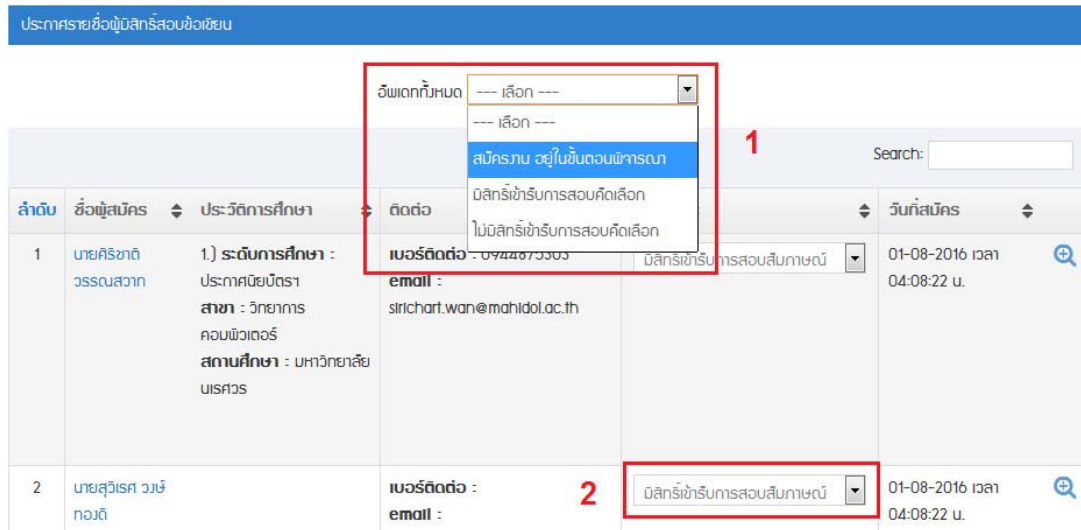 ประกาศรายชื่อผู้มีสิทธิ์สอบข้อเขียน
อัพเดททั้งหมด --- เลือก ---
--- เลือก ---
สมัครงาน อยู่ในขั้นตอนพิจารณา
มีสิทธิ์เข้ารับการสอบคัดเลือก
ไม่มีสิทธิ์เข้ารับการสอบคัดเลือก
1
Search:
ลำดับ ชื่อผู้สมัคร ประวัติการศึกษา ติดต่อ วันที่สมัคร
1 นายศิริชาติ วรรณสวาท
1.) ระดับการศึกษา :
ประกาศนียบัตรฯ
สาขา : วิทยาการ
คอมพิวเตอร์
สถานศึกษา : มหาวิทยาลัย
นเรศวร
เบอร์ติดต่อ : 0944875303
email :
sirichart.wan@mahidol.ac.th
มีสิทธิ์เข้ารับการสอบสัมภาษณ์
01-08-2016 เวลา
04:08:22 น.
2 นายสุวิเรศ วงษ์
ทองดี
เบอร์ติดต่อ :
email :
2
มีสิทธิ์เข้ารับการสอบสัมภาษณ์
01-08-2016 เวลา
04:08:22 น.